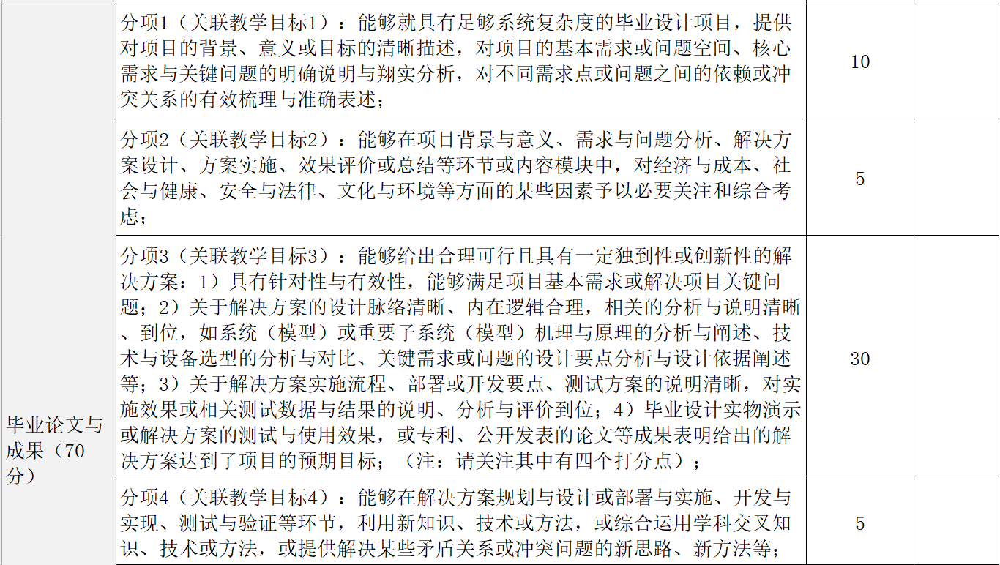 分项1（关联教学目标1）：能够就具有足够系统复杂度的毕业设计项目，提供
对项目的背景、意义或目标的清晰描述，对项目的基本需求或问题空间、核心
需求与关键问题的明确说明与翔实分析，对不同需求点或问题之间的依赖或冲
突关系的有效梳理与准确表述；
10
分项2（关联教学目标2）：能够在项目背景与意义、需求与问题分析、解决方
案设计、方案实施、效果评价或总结等环节或内容模块中，对经济与成本、社
会与健康、安全与法律、文化与环境等方面的某些因素予以必要关注和综合考
虑；
5
分项3（关联教学目标3）：能够给出合理可行且具有一定独到性或创新性的解
决方案：1）具有针对性与有效性，能够满足项目基本需求或解决项目关键问
题；2）关于解决方案的设计脉络清晰、内在逻辑合理，相关的分析与说明清晰
、到位，如系统（模型）或重要子系统（模型）机理与原理的分析与阐述、技
术与设备选型的分析与对比、关键需求或问题的设计要点分析与设计依据阐述
等；3）关于解决方案实施流程、部署或开发要点、测试方案的说明清晰，对实
施效果或相关测试数据与结果的说明、分析与评价到位；4）毕业设计实物演示
或解决方案的测试与使用效果，或专利、公开发表的论文等成果表明给出的解
决方案达到了项目的预期目标；（注：请关注其中有四个打分点）；
30
毕业论文与
成果（70
分）
分项4（关联教学目标4）：能够在解决方案规划与设计或部署与实施、开发与
实现、测试与验证等环节，利用新知识、技术或方法，或综合运用学科交叉知
识、技术或方法，或提供解决某些矛盾关系或冲突问题的新思路、新方法等；
5